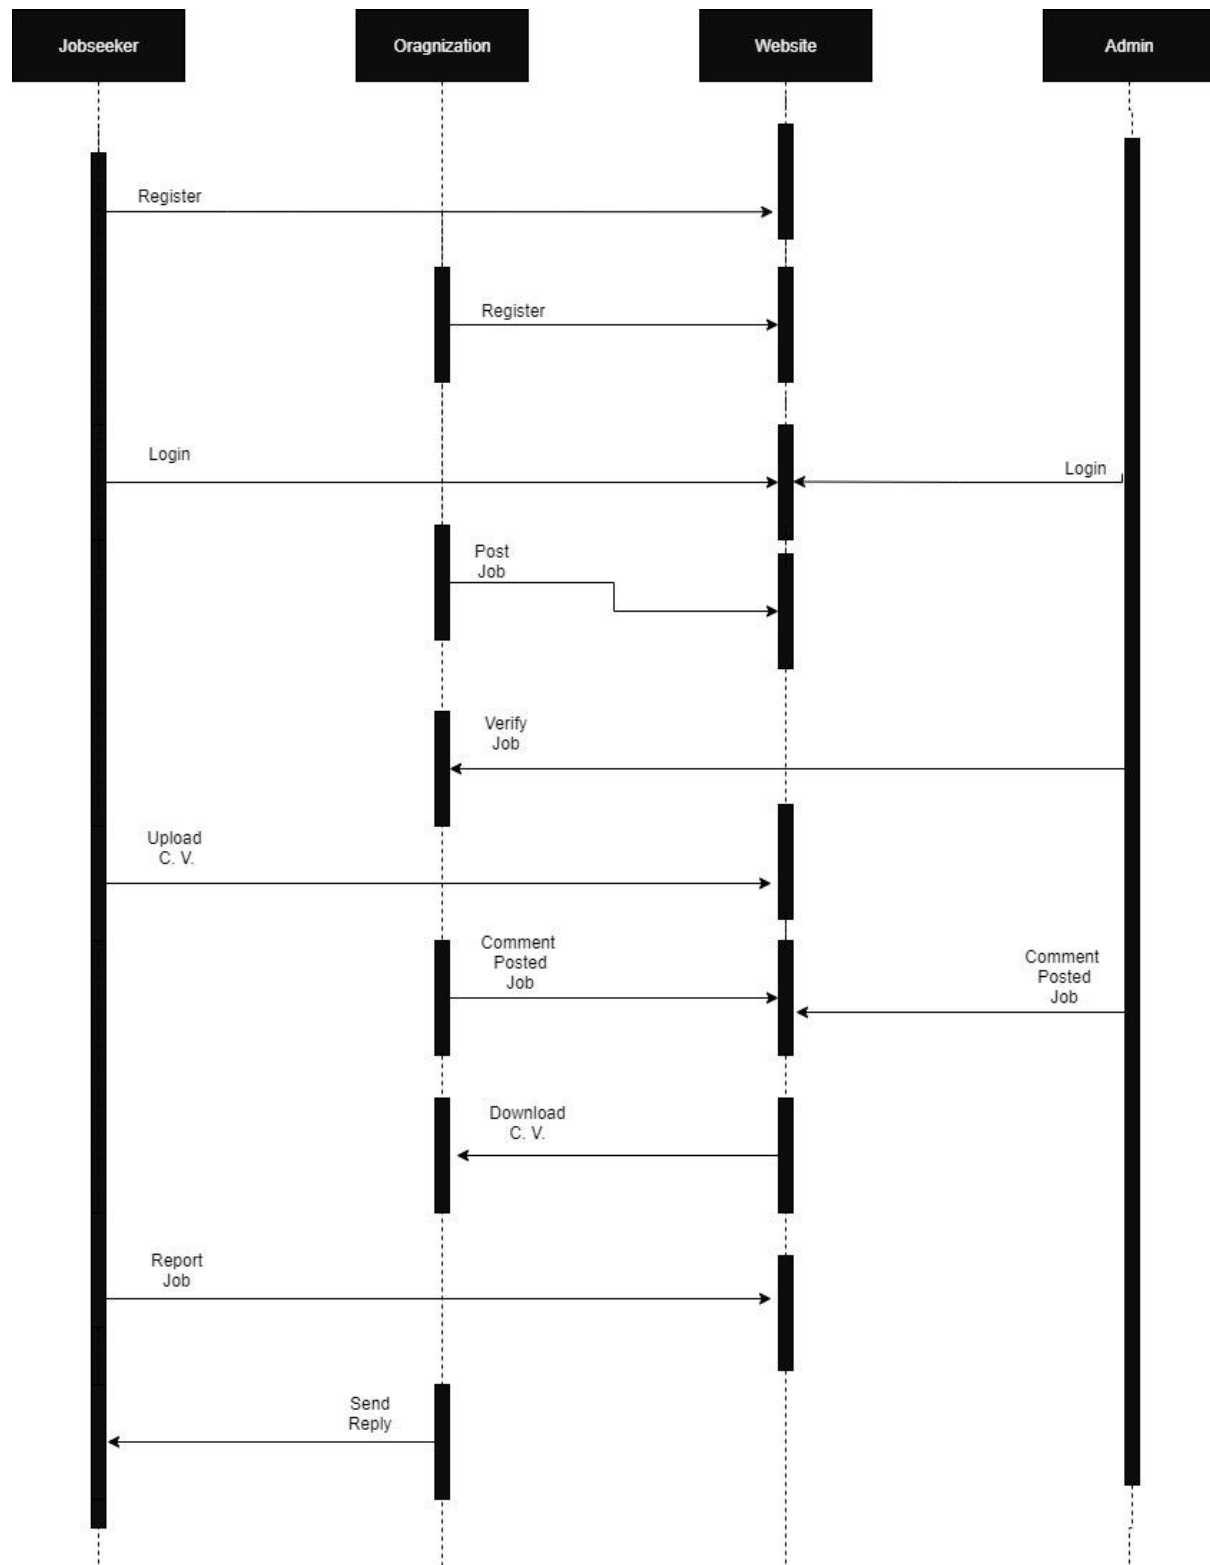 Jobseeker
Oragnization
Website
Admin
Register
Register
Login
Login
Post
Job
Verify
Job
Upload
C. V.
Comment
Posted
Job
Comment
Posted
Job
Download
C. V.
Report
Job
Send
Reply